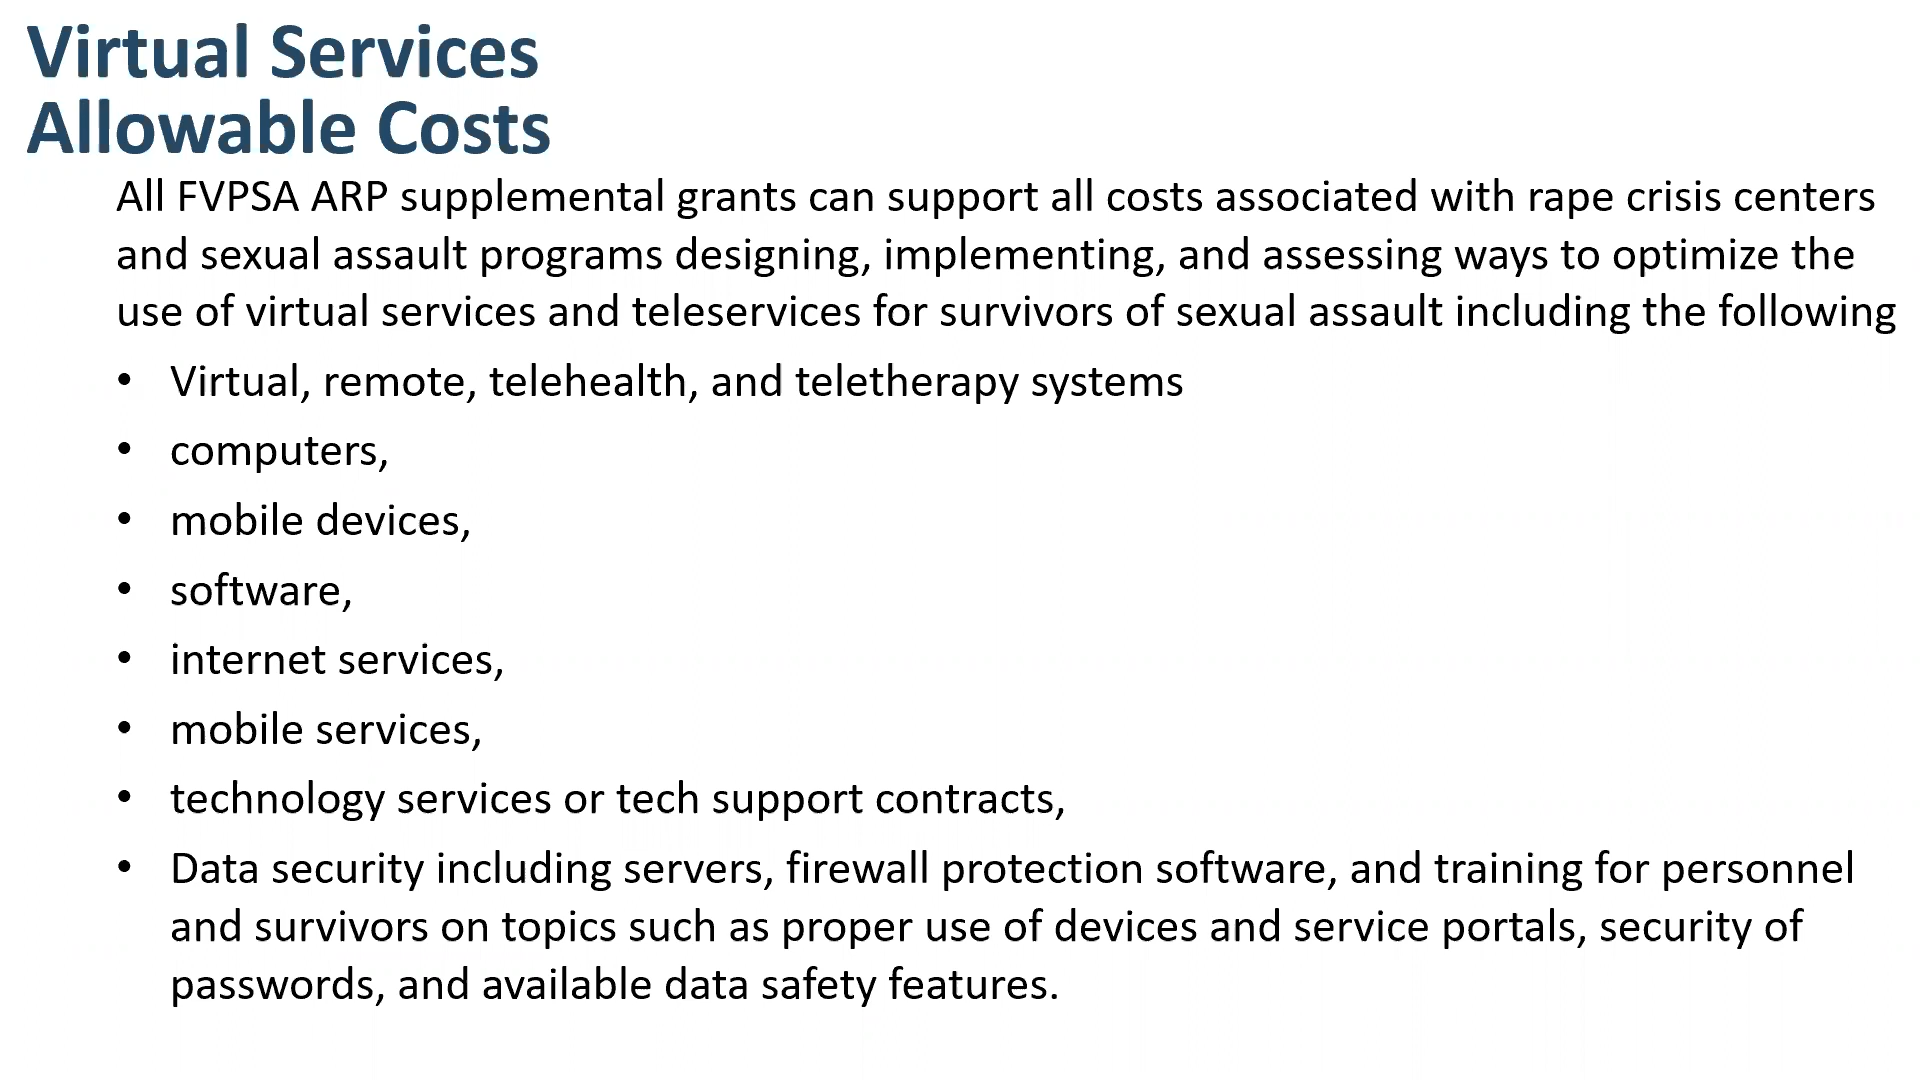 Virtual Services
Allowable Costs
All FVPSA ARP supplemental grants can support all costs associated with rape crisis centers
and sexual assault programs designing, implementing, and assessing ways to optimize the
use of virtual services and teleservices for survivors of sexual assault including the following
• Virtual, remote, telehealth, and teletherapy systems
• computers,
• mobile devices,
• software,
• internet services,
• mobile services,
• technology services or tech support contracts,
• Data security including servers, firewall protection software, and training for personnel
and survivors on topics such as proper use of devices and service portals, security of
passwords, and available data safety features.